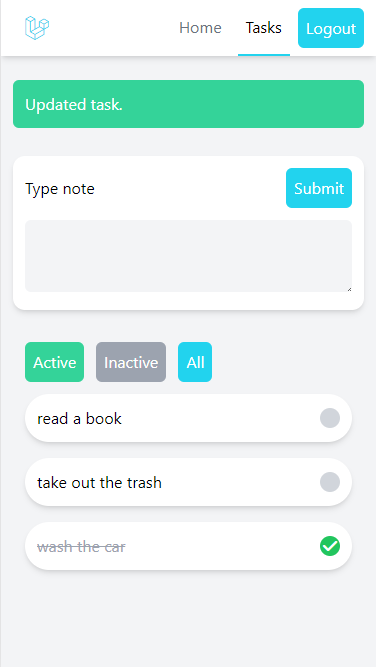 Home Tasks Logout
Updated task.
Type note Submit
Active Inactive All
read a book
take out the trash
wash the car